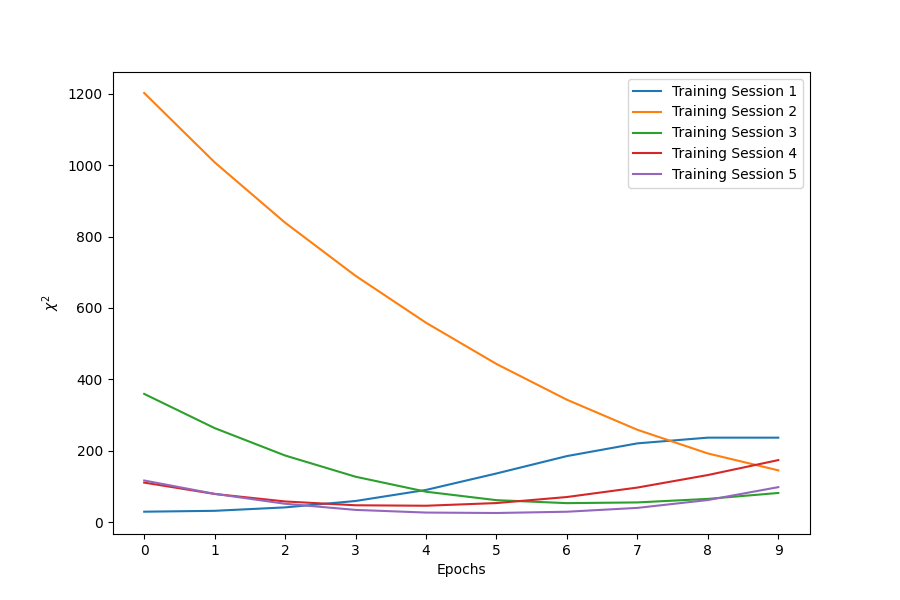 Training Session 1
Training Session 2
Training Session 3
Training Session 4
Training Session 5
1200
1000
800
600
400
200
0
χ²
0 1 2 3 4 5 6 7 8 9
Epochs